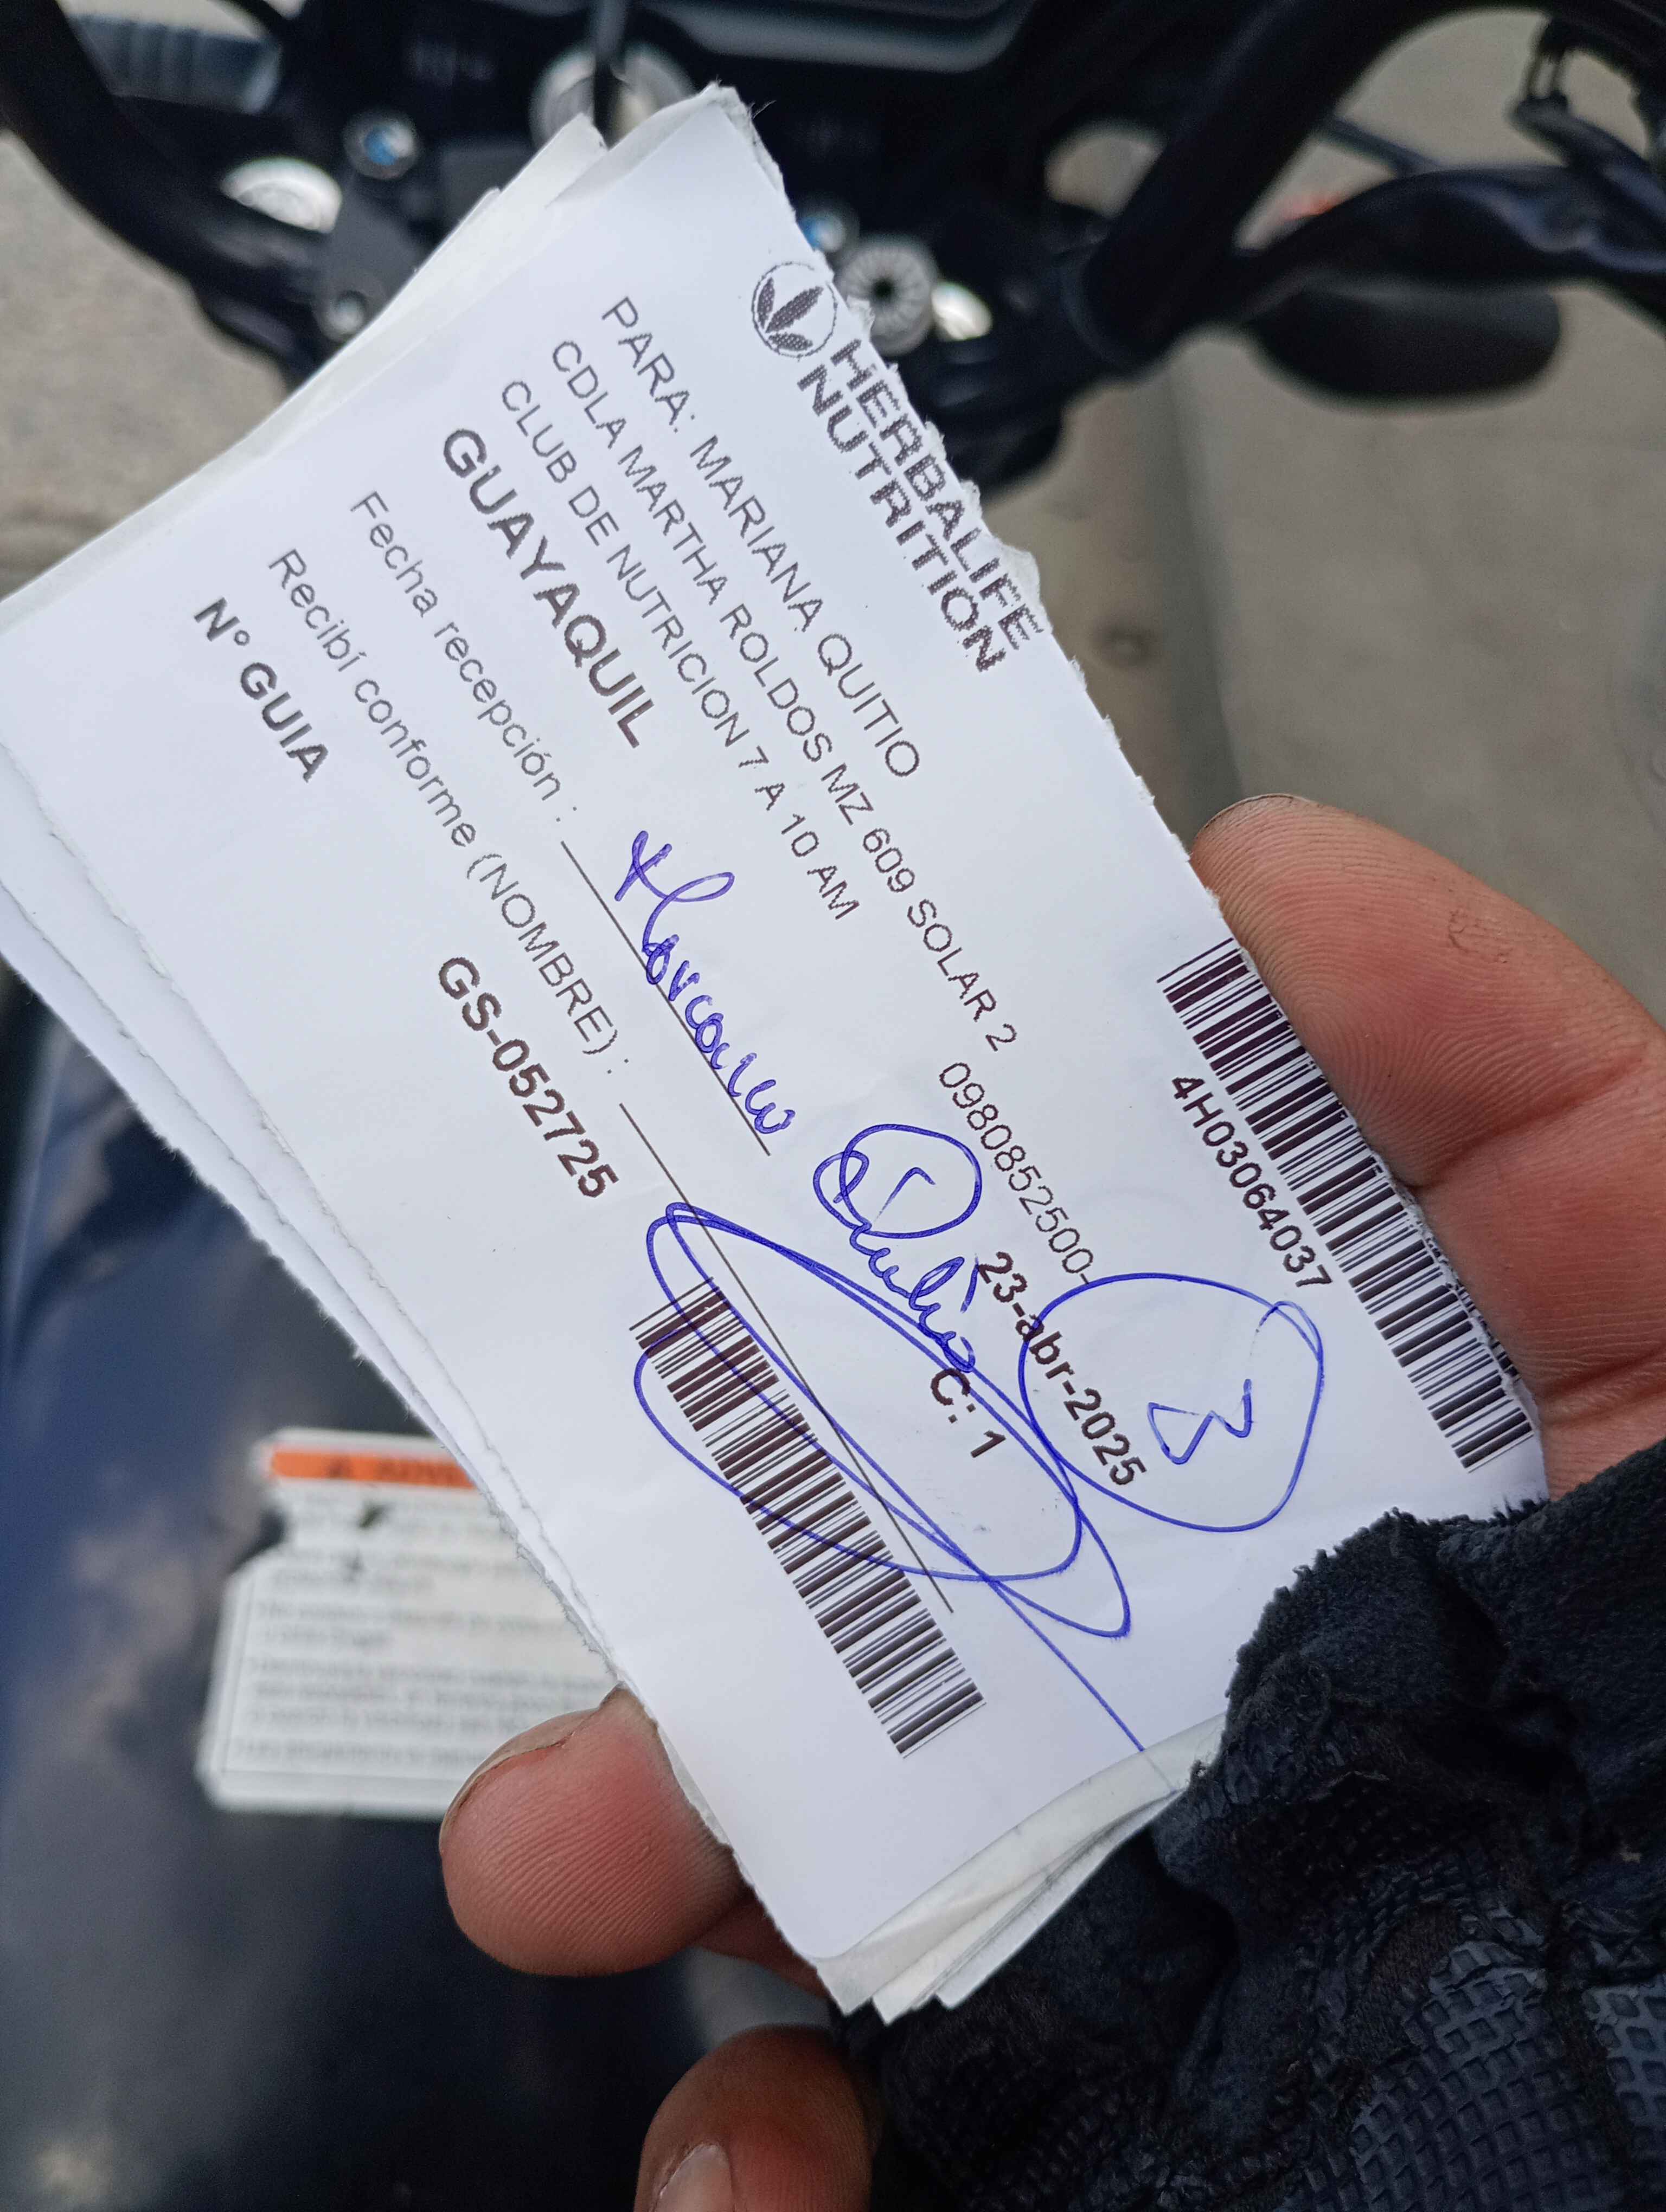 HERBALIFE
NUTRITION
4H03064037
PARA: MARIANA QUITIO
23-abr-2025
3
CDLA MARTHA ROLDOS MZ 609 SOLAR 2 0980852500-
CLUB DE NUTRICION 7 A 10 AM
C: 1
GUAYAQUIL
Fecha recepción :
Recibí conforme (NOMBRE) :
N° GUIA GS-052725